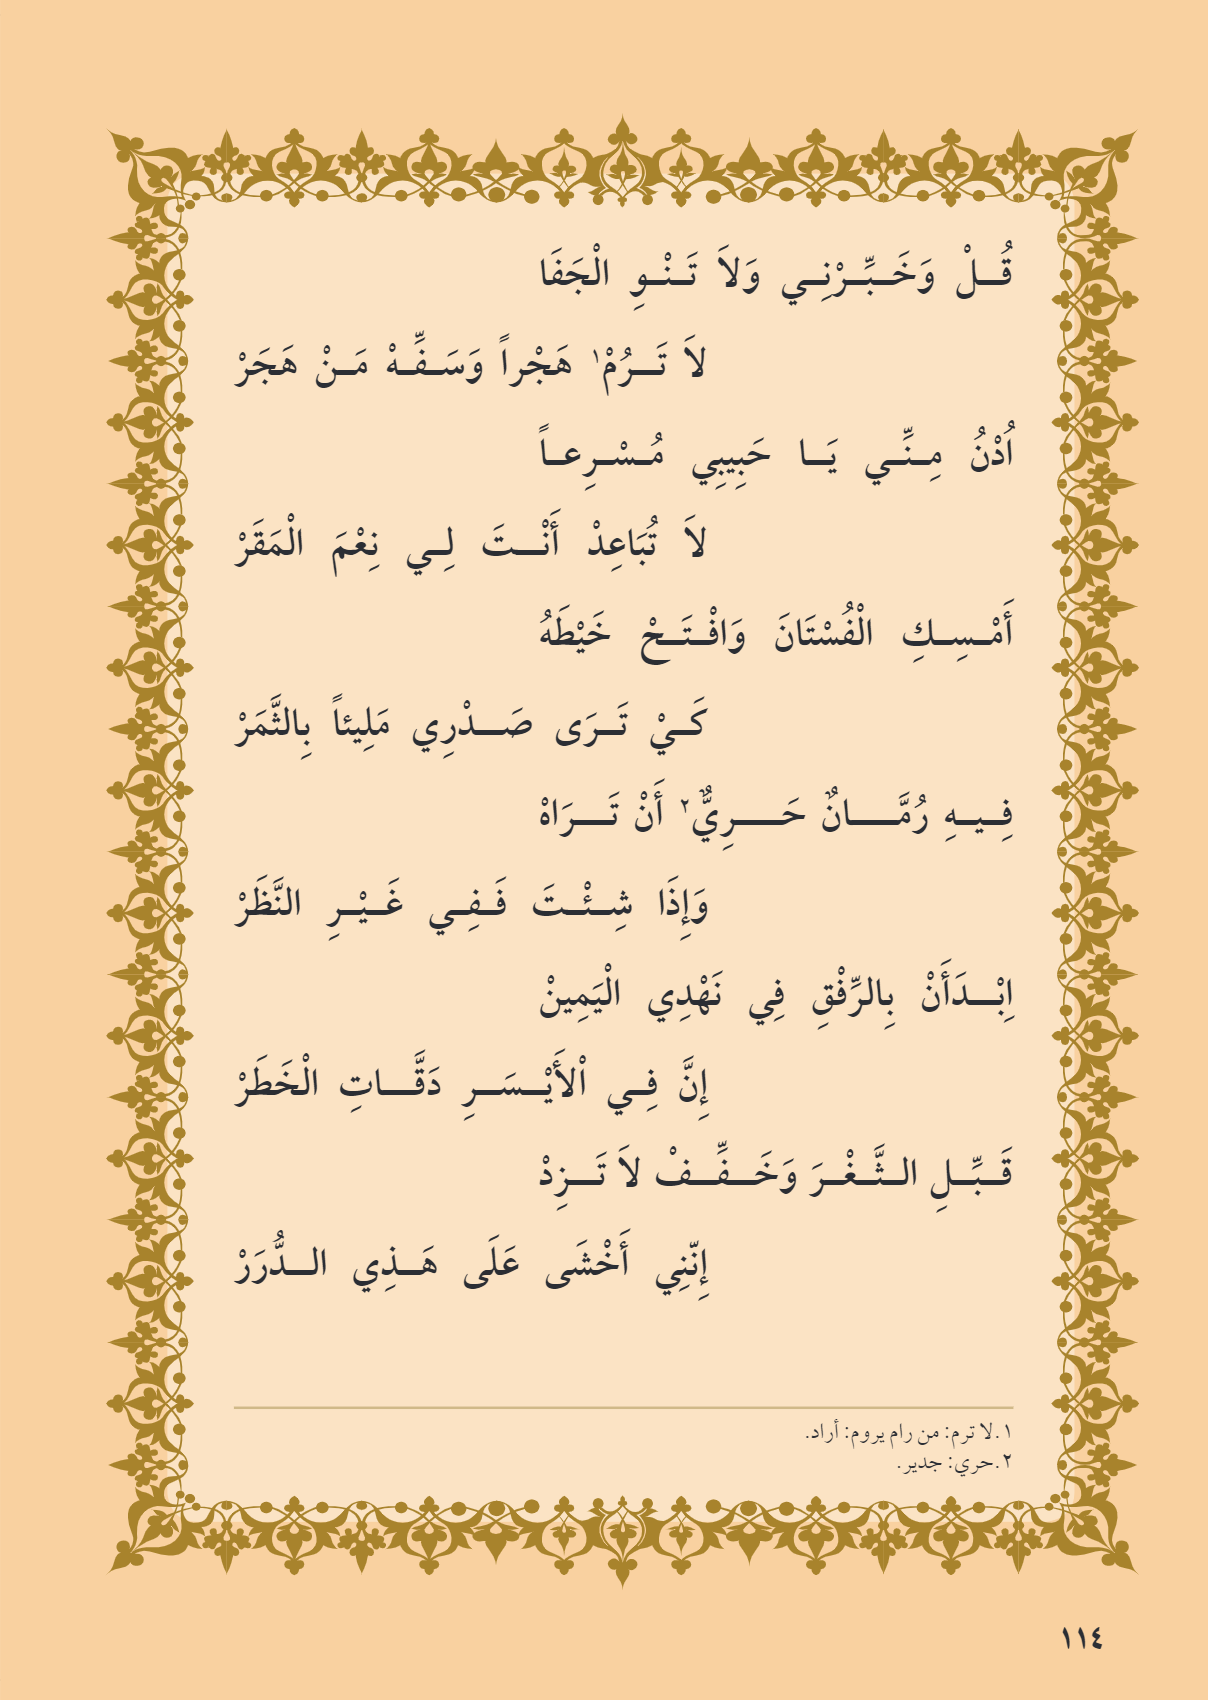 قُلْ وَخَبِّرْنِي وَلاَ تَنْوِ الْجَفَا
لاَ تَرُمْ١ هَجْراً وَسَفِّهْ مَنْ هَجَرْ
اُدْنُ مِنِّي يَا حَبِيبِي مُسْرِعاً
لاَ تُبَاعِدْ أَنْتَ لِي نِعْمَ الْمَقَرْ
أَمْسِكِ الْفُسْتَانَ وَافْتَحْ خَيْطَهُ
كَيْ تَرَى صَدْرِي مَلِيئاً بِالثَّمَرْ
فِيهِ رُمَّانٌ حَرِيٌّ٢ أَنْ تَرَاهْ
وَإِذَا شِئْتَ فَفِي غَيْرِ النَّظَرْ
اِبْدَأَنْ بِالرِّفْقِ فِي نَهْدِي الْيَمِينْ
إِنَّ فِي اْلأَيْسَرِ دَقَّاتِ الْخَطَرْ
قَبِّلِ الثَّغْرَ وَخَفِّفْ لاَ تَزِدْ
إِنّنِي أَخْشَى عَلَى هَذِي الدُّرَرْ
١.لا ترم: من رام يروم: أراد.
٢.حري: جدير.
١١٤